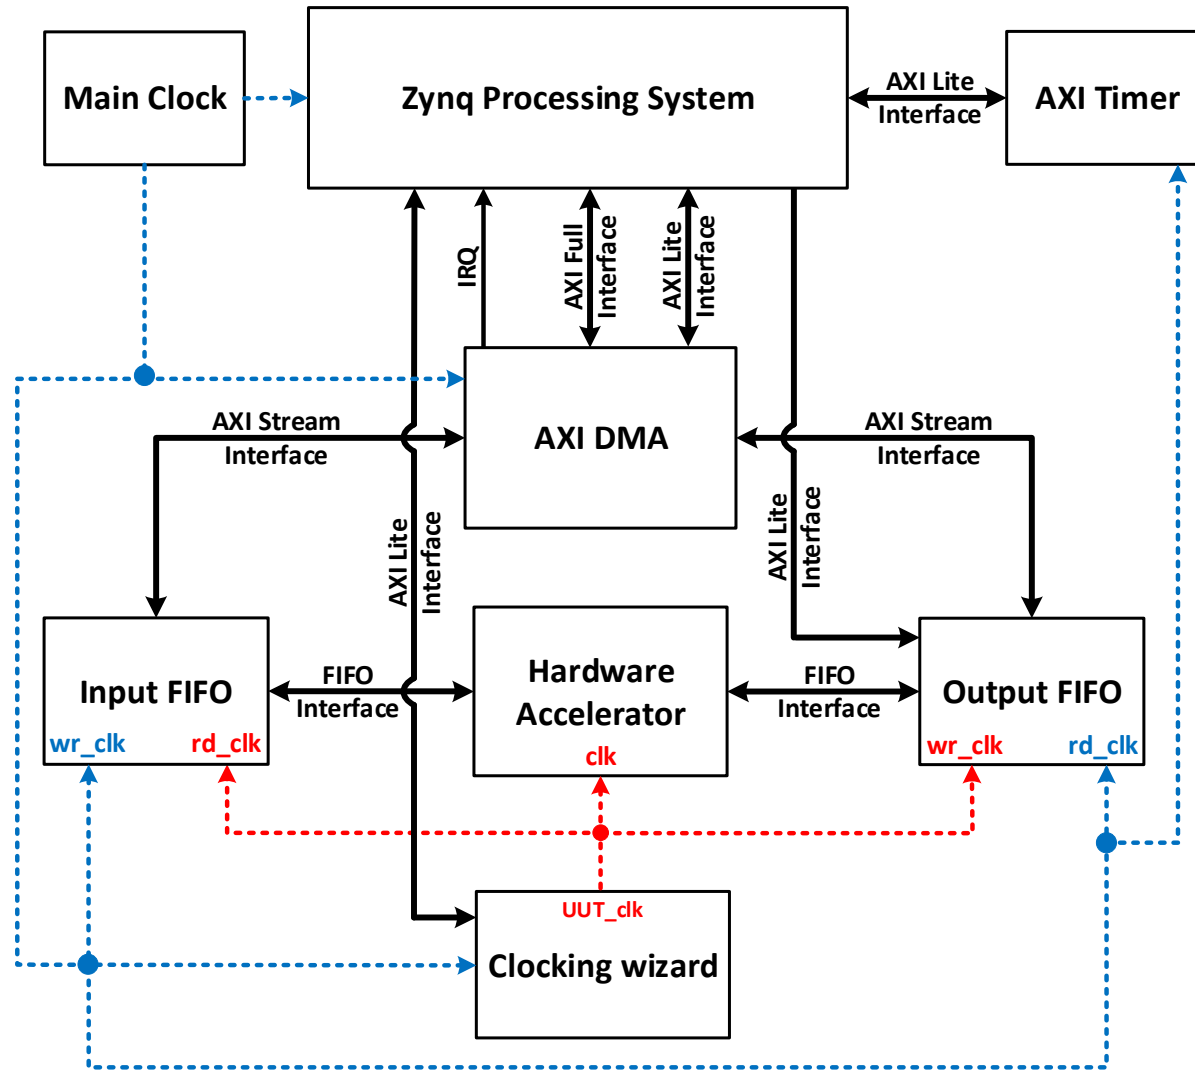 Main Clock
Zynq Processing System
AXI Lite
Interface
AXI Timer
IRQ
AXI Full
Interface
AXI Lite
Interface
AXI Stream
Interface
AXI DMA
AXI Stream
Interface
AXI Lite
Interface
AXI Lite
Interface
Input FIFO
wr_clk
rd_clk
FIFO
Interface
Hardware
Accelerator
clk
FIFO
Interface
Output FIFO
wr_clk
rd_clk
UUT_clk
Clocking wizard